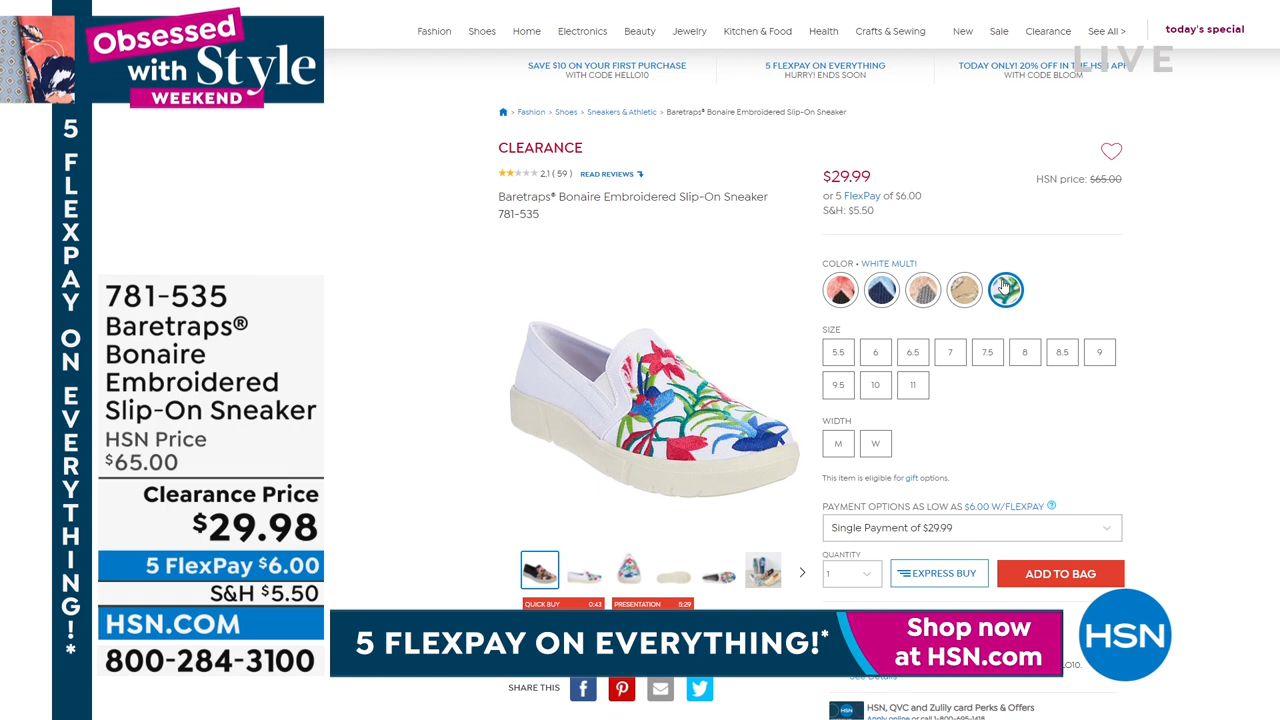 Obsessed
with Style
WEEKEND
5 FLEXPAY ON EVERYTHING!*
Fashion Shoes Home Electronics Beauty Jewelry Kitchen & Food Health Crafts & Sewing New Sale Clearance See All > today's special
LIVE
SAVE $10 ON YOUR FIRST PURCHASE
WITH CODE HELLO10
5 FLEXPAY ON EVERYTHING
HURRY! ENDS SOON
TODAY ONLY! 20% OFF IN THE HSN APP
WITH CODE BLOOM
> Fashion > Shoes > Sneakers & Athletic > Baretraps® Bonaire Embroidered Slip-On Sneaker
CLEARANCE
2.1 ( 59 ) READ REVIEWS
Baretraps® Bonaire Embroidered Slip-On Sneaker
781-535
$29.99
HSN price: $65.00
or 5 FlexPay of $6.00
S&H: $5.50
COLOR • WHITE MULTI
SIZE
5.5 6 6.5 7 7.5 8 8.5 9
9.5 10 11
WIDTH
M W
This item is eligible for gift options.
PAYMENT OPTIONS AS LOW AS $6.00 W/FLEXPAY ?
Single Payment of $29.99
QUANTITY
1
EXPRESS BUY
ADD TO BAG
QUICK BUY 0:43
PRESENTATION 5:29
781-535
Baretraps®
Bonaire
Embroidered
Slip-On Sneaker
HSN Price
$65.00
Clearance Price
$29.98
5 FlexPay $6.00
S&H $5.50
HSN.COM
800-284-3100
5 FLEXPAY ON EVERYTHING!*
Shop now
at HSN.com
HSN
SHARE THIS
HSN, QVC and Zulily card Perks & Offers
Apply online or call 1-800-695-1418